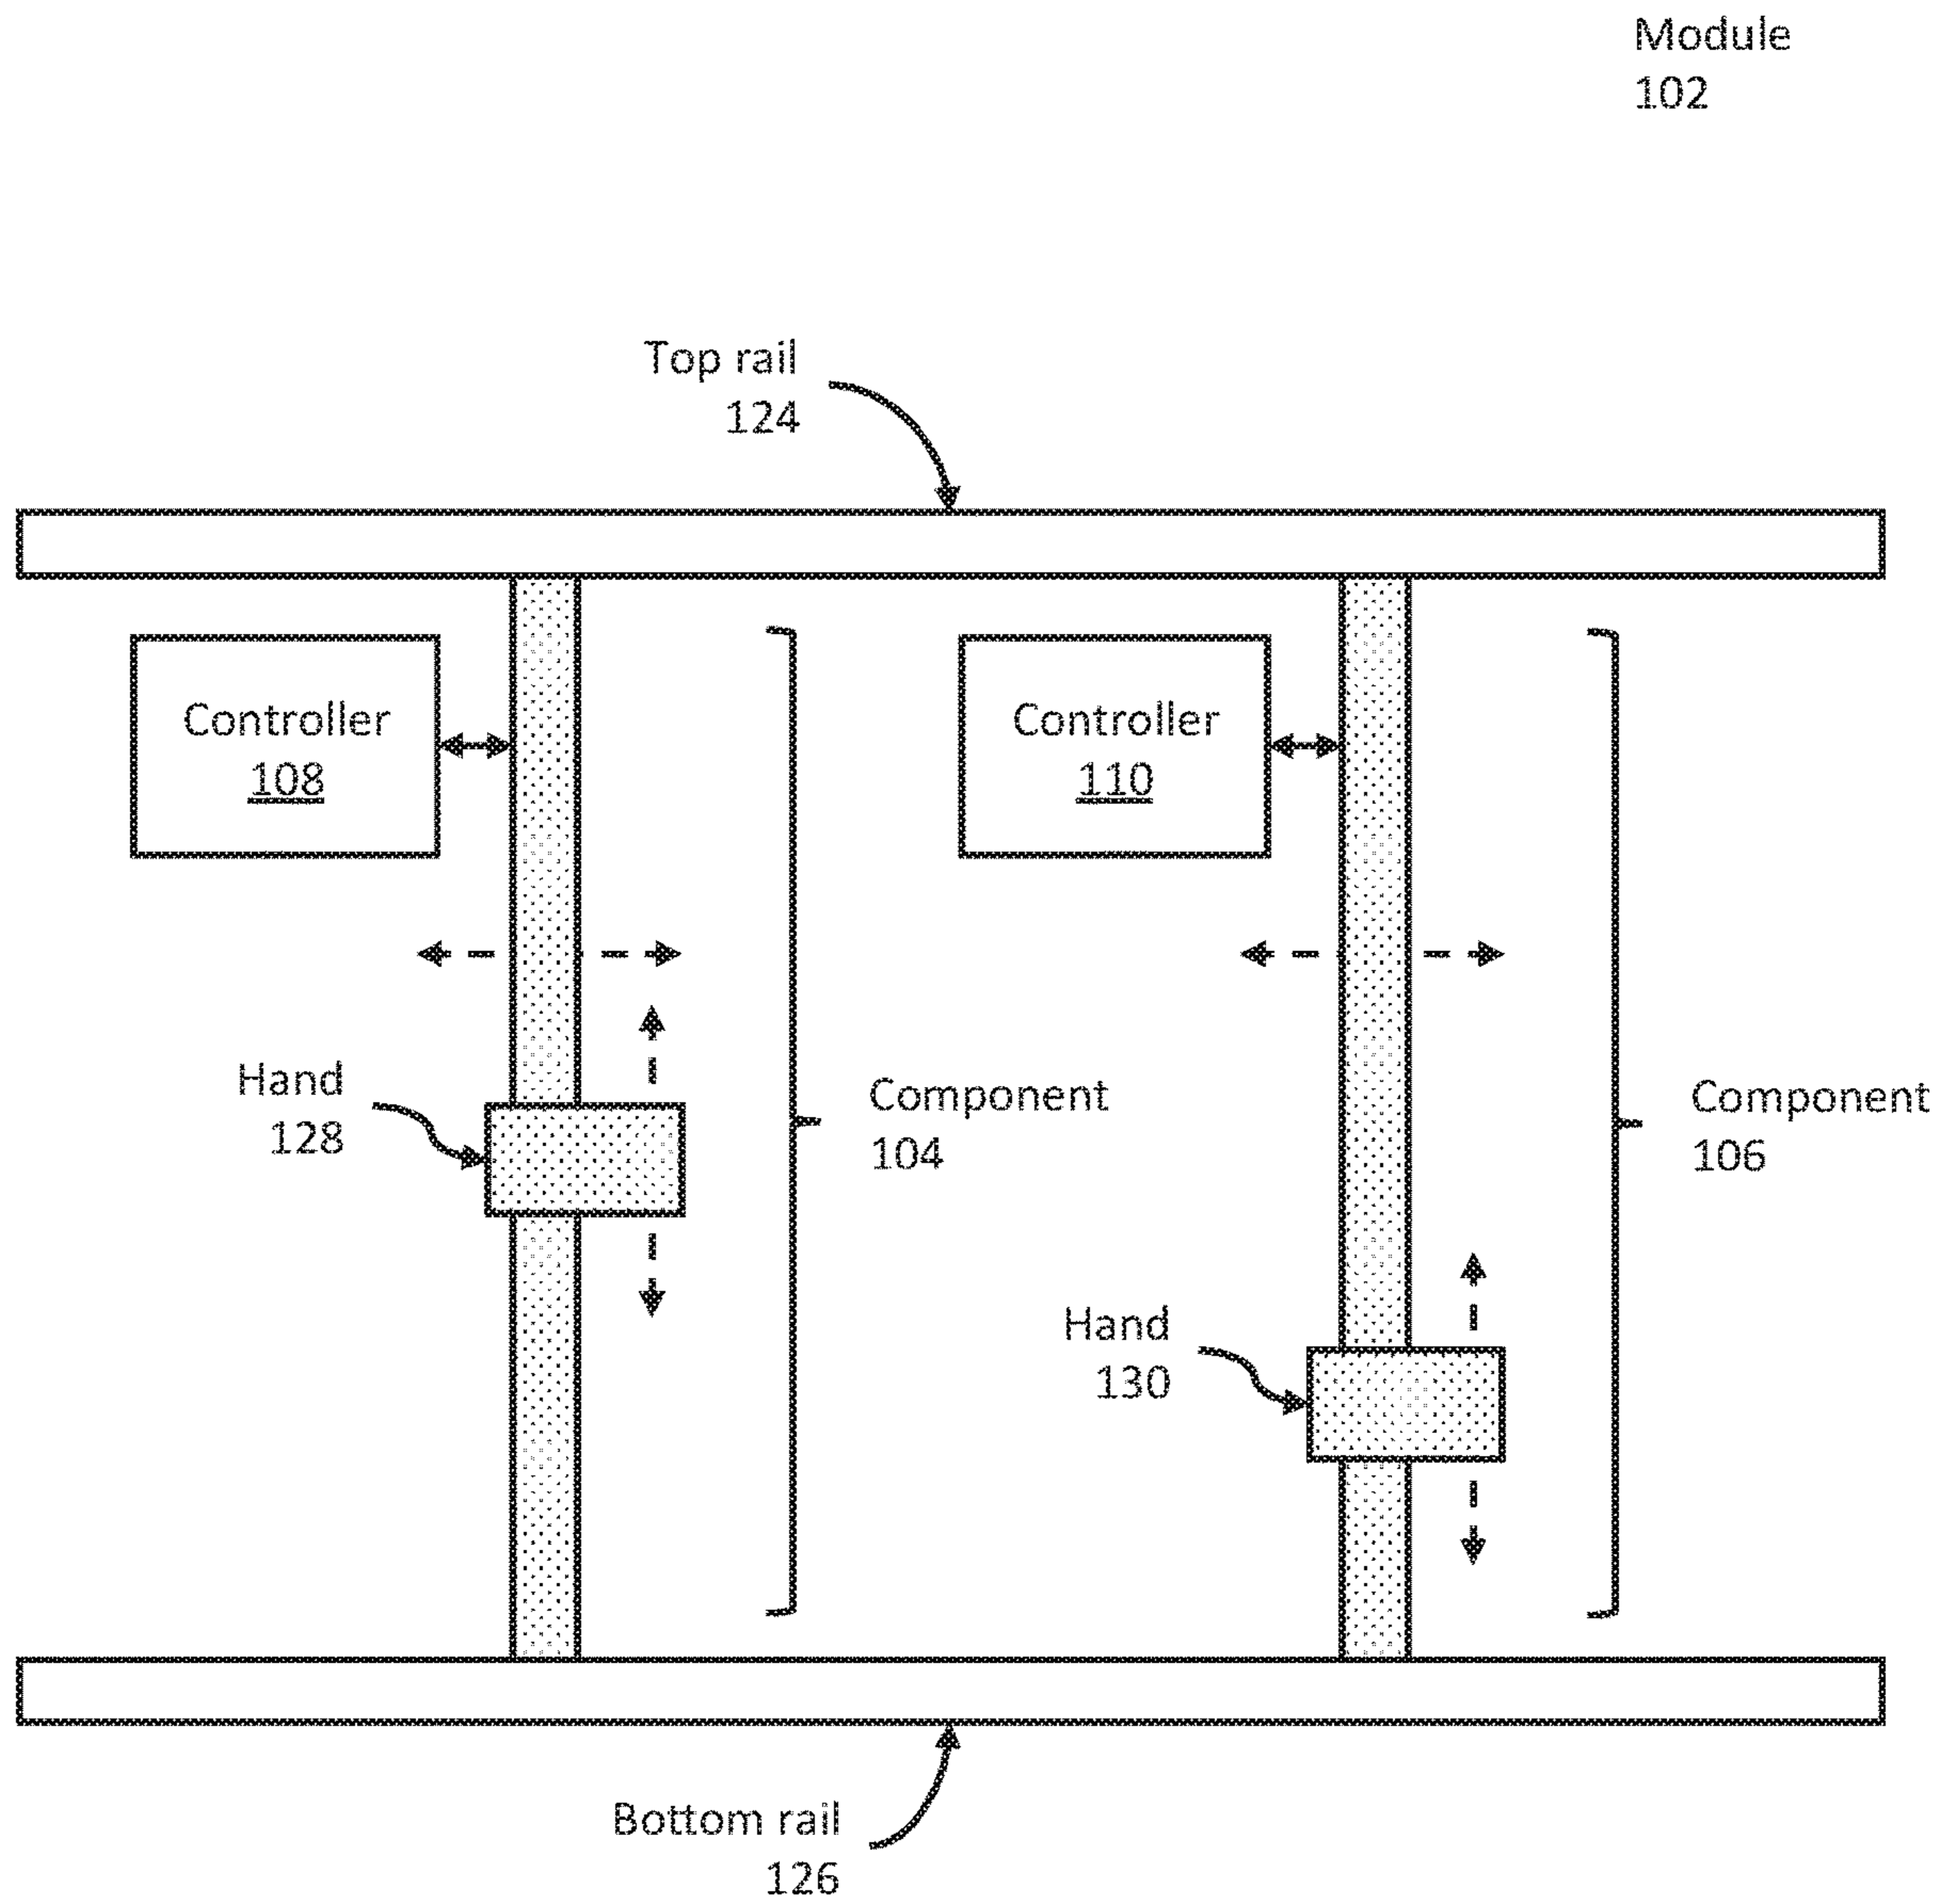 Module
102
Top rail
124
Controller
108
Controller
110
Hand
128
Component
104
Component
106
Hand
130
Bottom rail
126